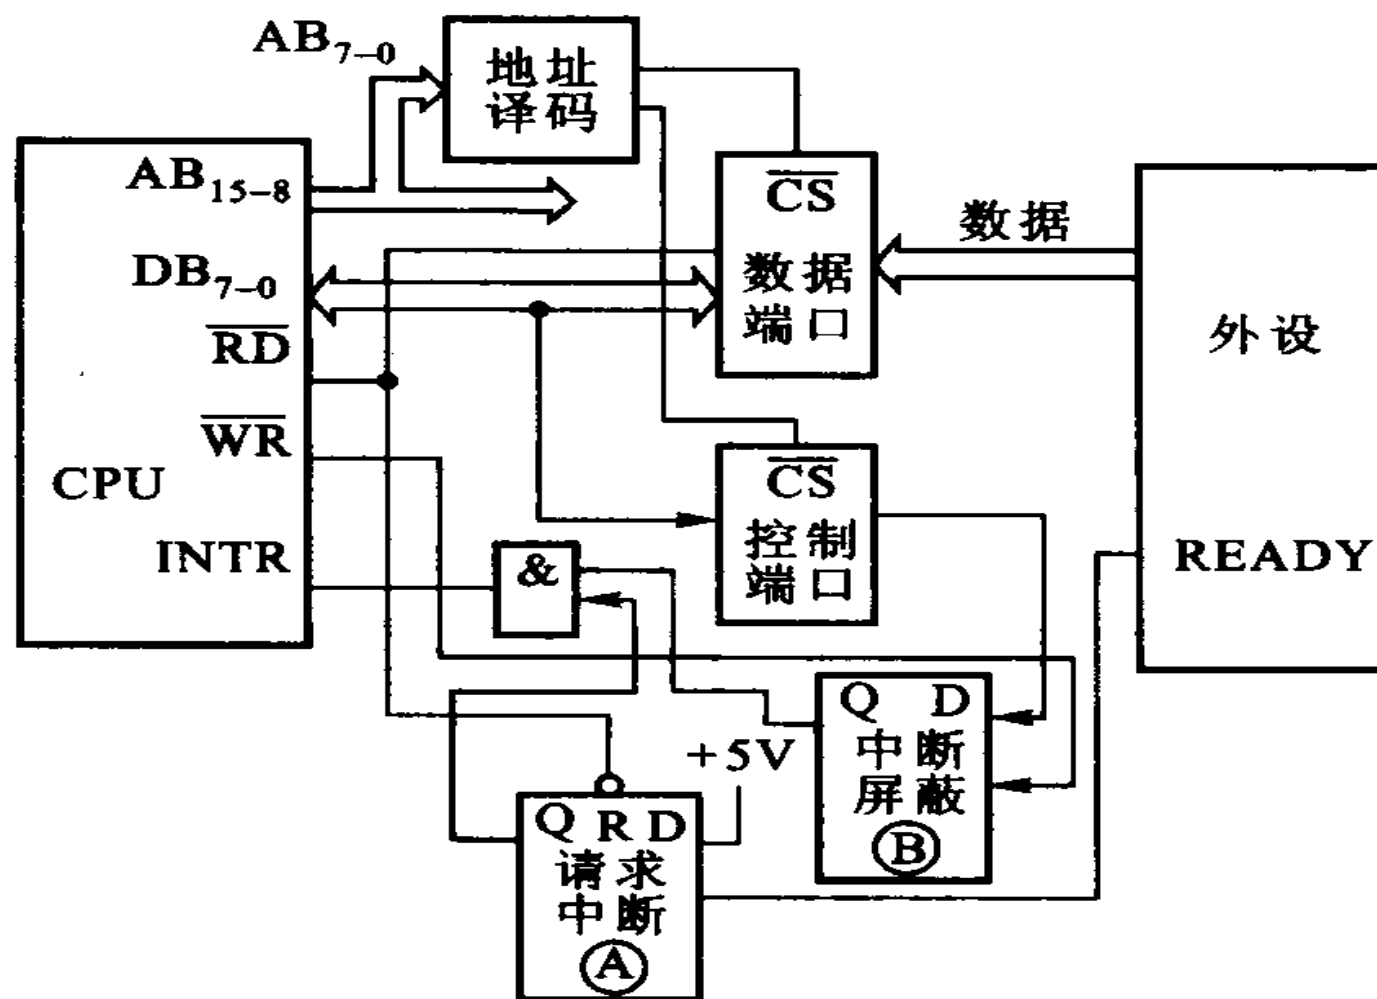 AB7-0
地址
译码
AB15-8
DB7-0
RD
WR
CPU
INTR
CS
数据
端口
数据
外设
READY
CS
控制
端口
&
Q D
中断
屏蔽
B
+5V
Q R D
请求
中断
A